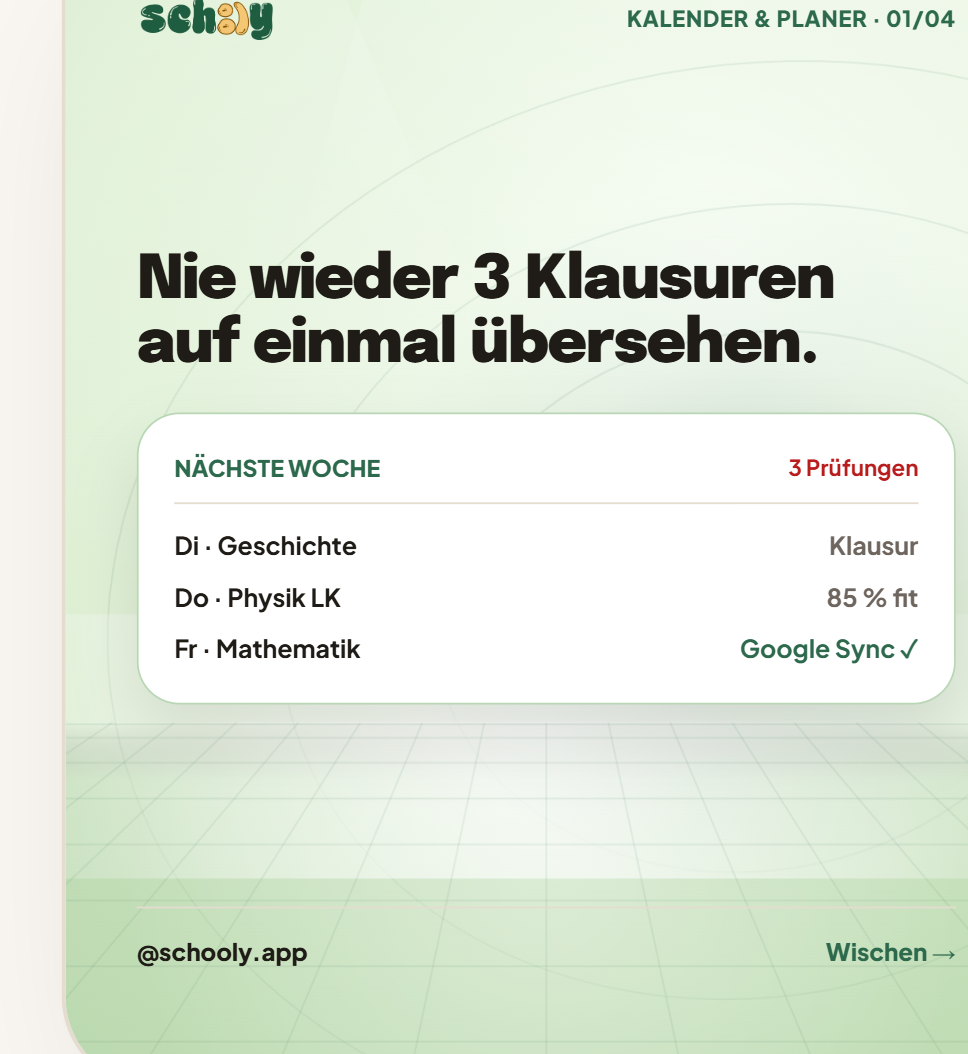 schooly
KALENDER & PLANER · 01/04
Nie wieder 3 Klausuren
auf einmal übersehen.
NÄCHSTE WOCHE
3 Prüfungen
Di · Geschichte
Klausur
Do · Physik LK
85 % fit
Fr · Mathematik
Google Sync ✓
@schooly.app
Wischen →